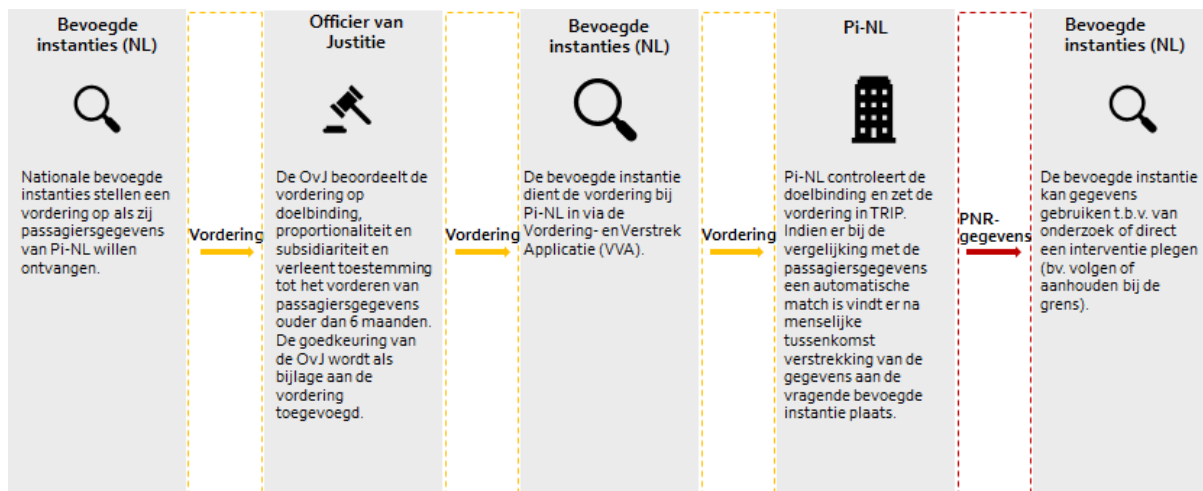 Bevoegde
instanties (NL)
Nationale bevoegde
instanties stellen een
vordering op als zij
passagiersgegevens
van Pi-NL willen
ontvangen.
Vordering
Officier van
Justitie
De OvJ beoordeelt de
vordering op
doelbinding,
proportionaliteit en
subsidiariteit en
verleent toestemming
tot het vorderen van
passagiersgegevens
ouder dan 6 maanden.
De goedkeuring van
de OvJ wordt als
bijlage aan de
vordering
toegevoegd.
Vordering
Bevoegde
instanties (NL)
De bevoegde instantie
dient de vordering bij
Pi-NL in via de
Vordering- en Verstrek
Applicatie (VVA).
Vordering
Pi-NL
Pi-NL controleert de
doelbinding en zet de
vordering in TRIP.
Indien er bij de
vergelijking met de
passagiersgegevens
een automatische
match is vindt er na
menselijke
tussenkomst
verstrekking van de
gegevens aan de
vragende bevoegde
instantie plaats.
PNR-
gegevens
Bevoegde
instanties (NL)
De bevoegde instantie
kan gegevens
gebruiken t.b.v. van
onderzoek of direct
een interventie plegen
(bv. volgen of
aanhouden bij de
grens).